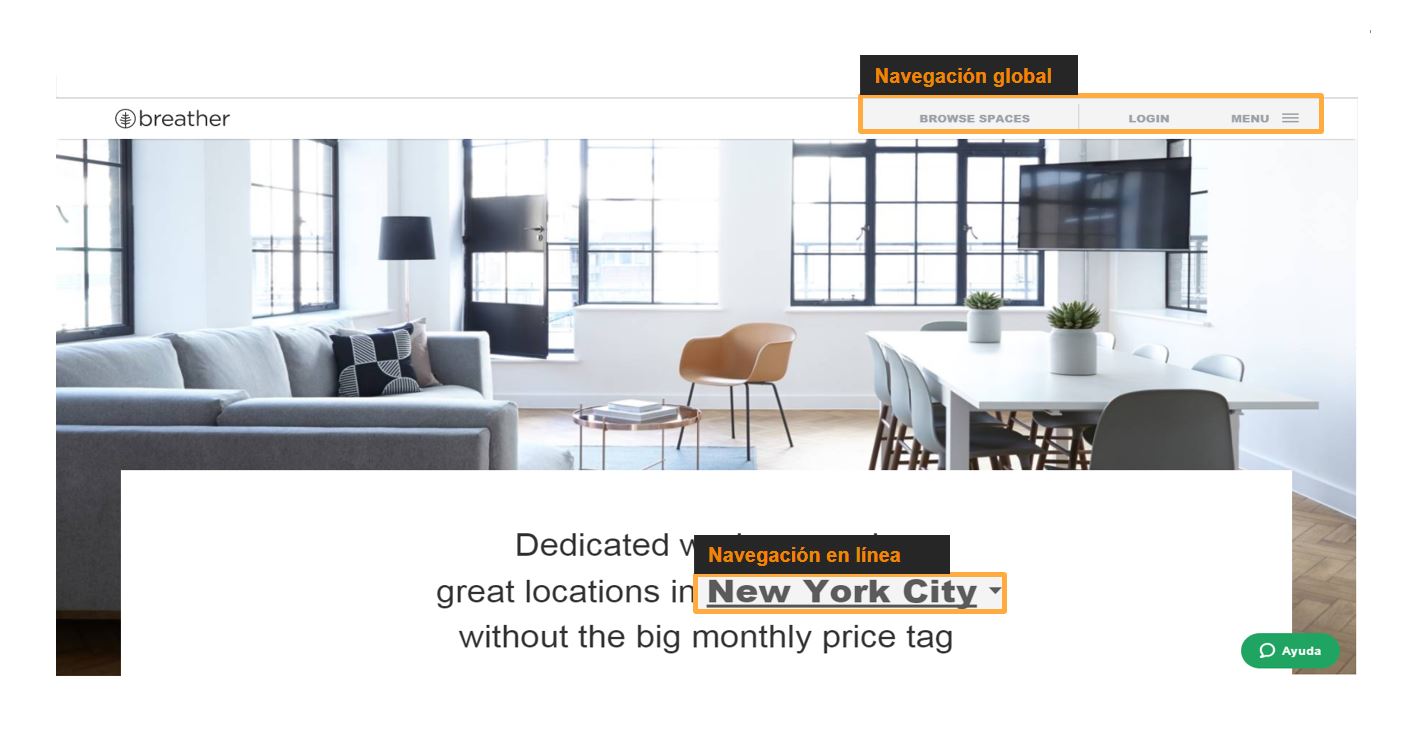 Navegación global
breather
BROWSE SPACES
LOGIN
MENU
Dedicated
Navegación en línea
great locations in New York City
without the big monthly price tag
Ayuda